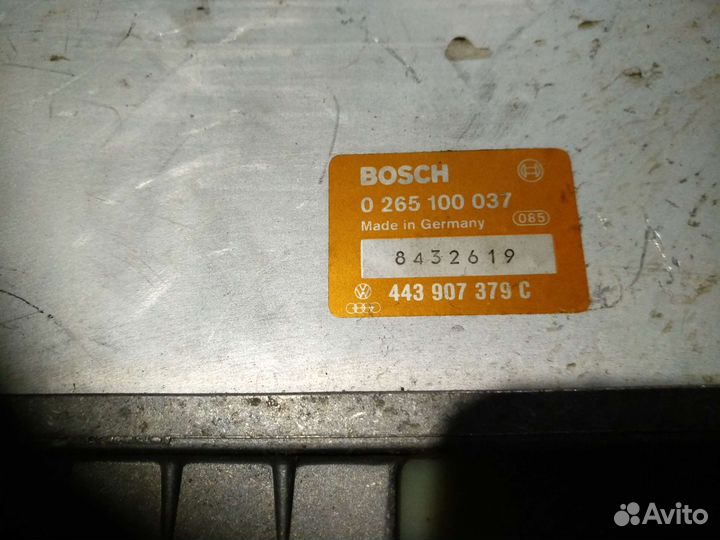 BOSCH
0 265 100 037
Made in Germany
085
8432619
443 907 379 C
Avito